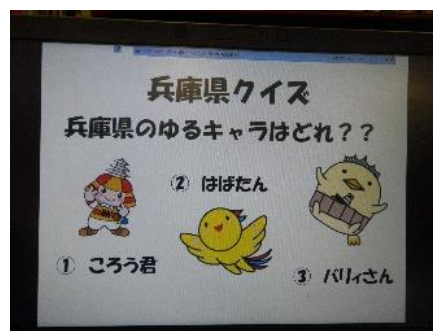 兵庫県クイズ
兵庫県のゆるキャラはどれ？？
② はばたん
① ころう君
③ バリィさん